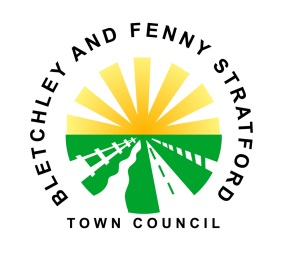 BLETCHLEY AND FENNY STRATFORD
TOWN COUNCIL